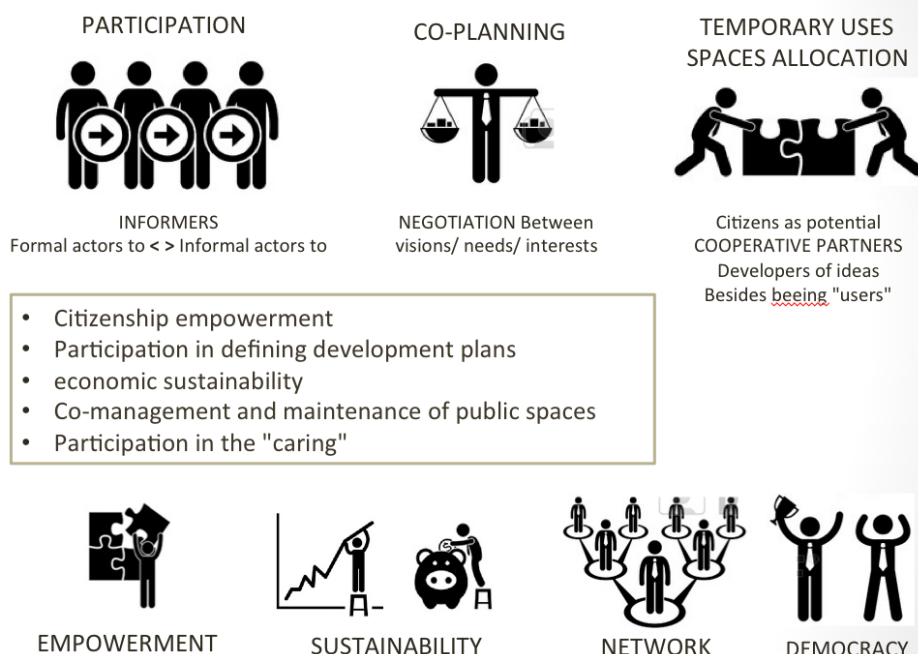 PARTICIPATION
CO-PLANNING
TEMPORARY USES
SPACES ALLOCATION
INFORMERS
Formal actors to < > Informal actors to
NEGOTIATION Between
visions/ needs/ interests
Citizens as potential
COOPERATIVE PARTNERS
Developers of ideas
Besides beeing "users"
• Citizenship empowerment
• Participation in defining development plans
• economic sustainability
• Co-management and maintenance of public spaces
• Participation in the "caring"
EMPOWERMENT
SUSTAINABILITY
NETWORK
DEMOCRACY